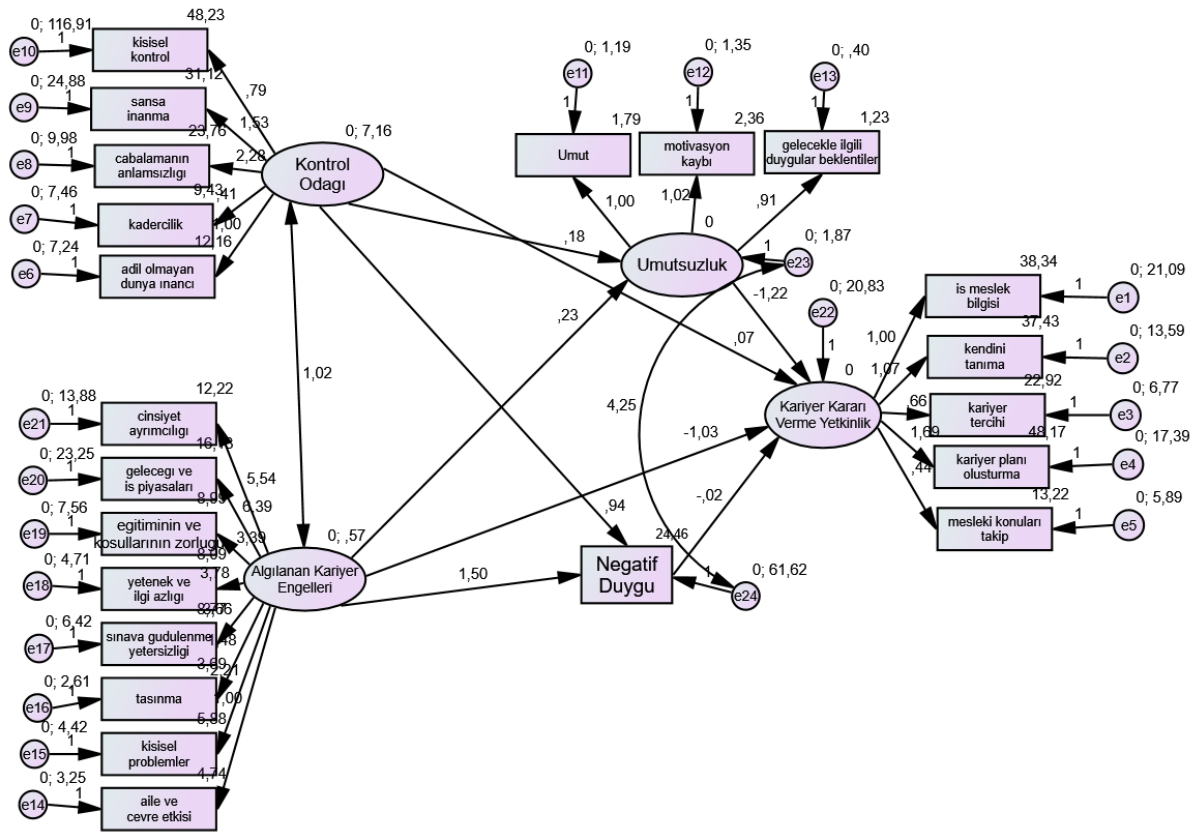 48,23
0; 116,91
e10
1
kisisel
kontrol
,79
31,12
0; 24,88
e9
1
sansa
inanma
1,53
23,76
0; 9,98
e8
1
cabalamanın
anlamsızlıgı
2,28
9,43
0; 7,46
e7
1
kadercilik
,41
12,16
0; 7,24
e6
1
adil olmayan
dunya ınancı
1,00
0; 7,16
Kontrol
Odagı
0; 1,19
e11
1
1,79
Umut
1,00
0; 1,35
e12
1
2,36
motivasyon
kaybı
1,02
0; ,40
e13
1
1,23
gelecekle ilgili
duygular beklentiler
,91
0
Umutsuzluk
1
0; 1,87
e23
,18
-1,22
,07
,23
1,02
4,25
-1,03
,94
-,02
1,50
0; 20,83
e22
1
0
Kariyer Kararı
Verme Yetkinlik
38,34
is meslek
bilgisi
1
0; 21,09
e1
1,00
37,43
kendini
tanıma
1
0; 13,59
e2
1,07
22,92
kariyer
tercihi
1
0; 6,77
e3
,66
48,17
kariyer planı
olusturma
1
0; 17,39
e4
1,69
13,22
mesleki konuları
takip
1
0; 5,89
e5
,44
24,46
Negatif
Duygu
1
0; 61,62
e24
0; ,57
Algılanan Kariyer
Engelleri
12,22
0; 13,88
e21
1
cinsiyet
ayrımcılıgı
5,54
0; 23,25
e20
1
gelecegı ve
is piyasaları
6,39
0; 7,56
e19
1
egitiminin ve
kosullarının zorlugu
3,39
0; 4,71
e18
1
yetenek ve
ilgi azlıgı
3,78
0; 6,42
e17
1
sınava gudulenme
yetersizligi
3,69
0; 2,61
e16
1
tasınma
2,21
5,88
0; 4,42
e15
1
kisisel
problemler
1,00
4,74
0; 3,25
e14
1
aile ve
cevre etkisi